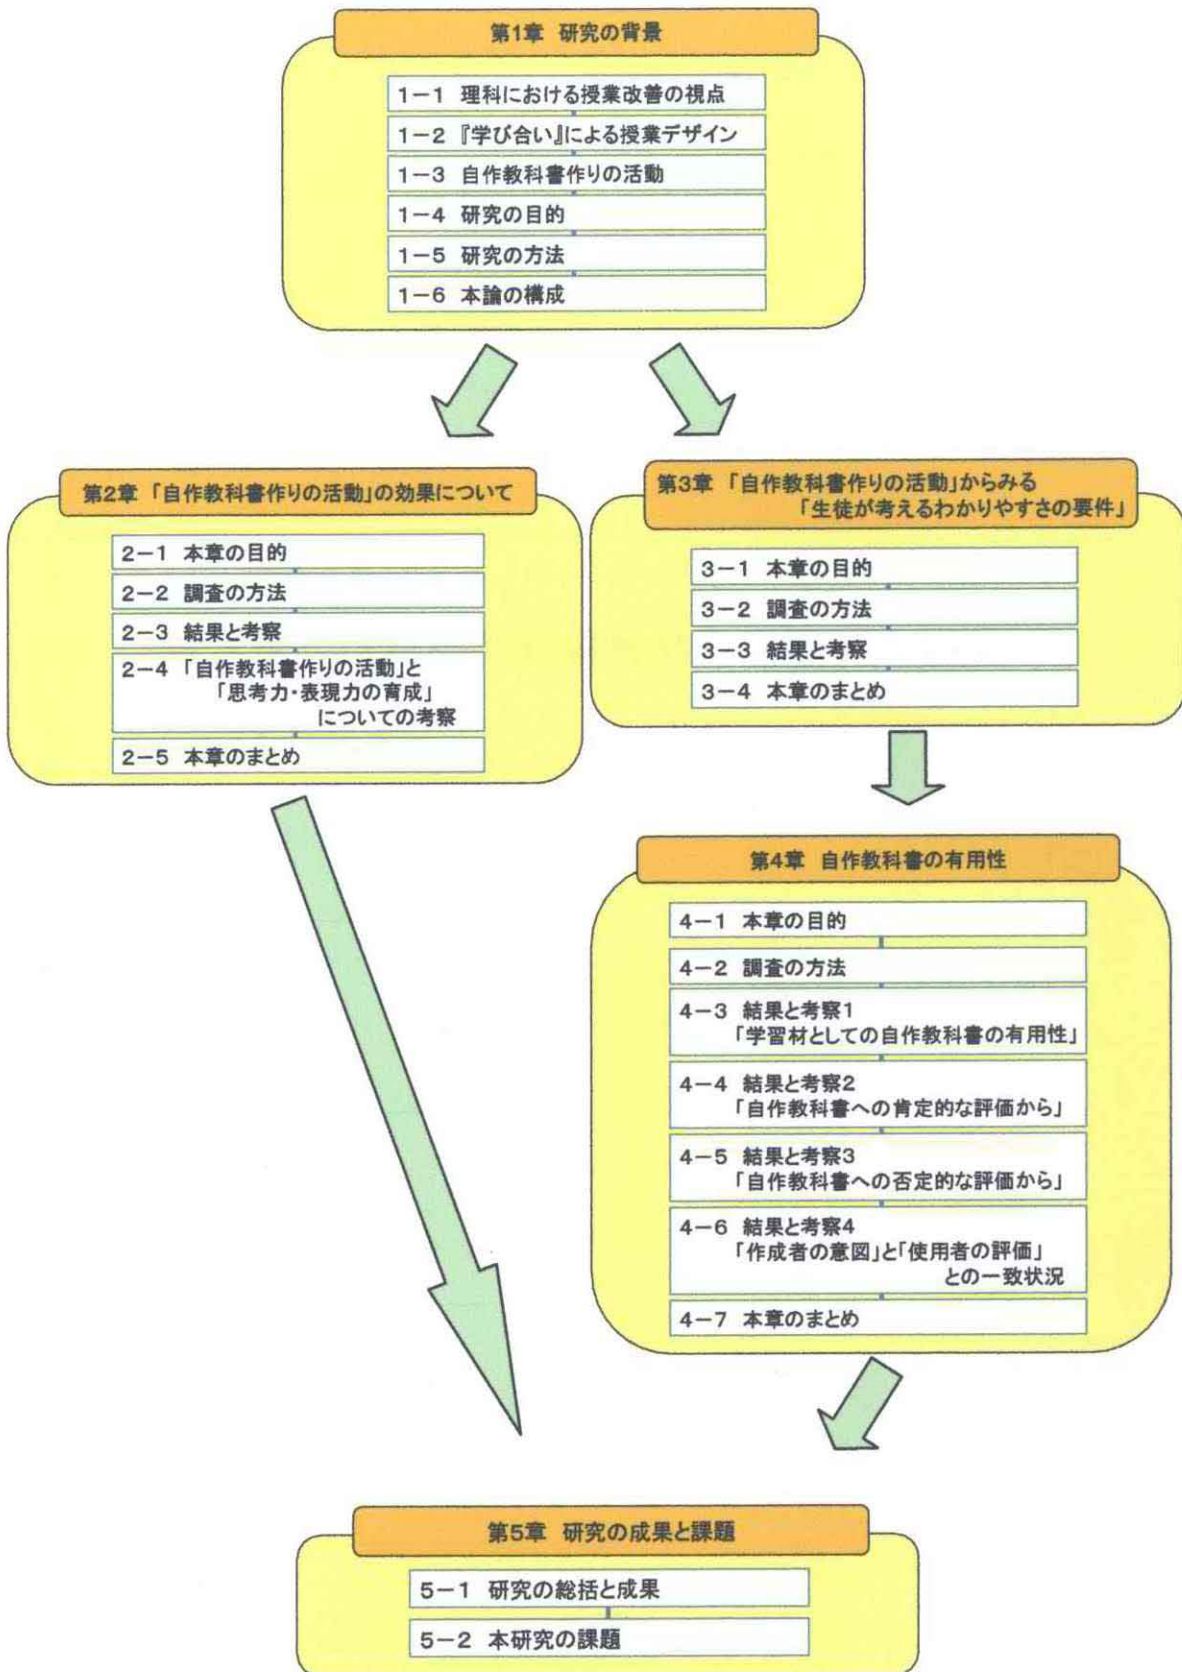 第1章 研究の背景
1－1 理科における授業改善の視点
1－2 『学び合い』による授業デザイン
1－3 自作教科書作りの活動
1－4 研究の目的
1－5 研究の方法
1－6 本論の構成
第2章 「自作教科書作りの活動」の効果について
2－1 本章の目的
2－2 調査の方法
2－3 結果と考察
2－4 「自作教科書作りの活動」と
「思考力・表現力の育成」
についての考察
2－5 本章のまとめ
第3章 「自作教科書作りの活動」からみる
「生徒が考えるわかりやすさの要件」
3－1 本章の目的
3－2 調査の方法
3－3 結果と考察
3－4 本章のまとめ
第4章 自作教科書の有用性
4－1 本章の目的
4－2 調査の方法
4－3 結果と考察1
「学習材としての自作教科書の有用性」
4－4 結果と考察2
「自作教科書への肯定的な評価から」
4－5 結果と考察3
「自作教科書への否定的な評価から」
4－6 結果と考察4
「作成者の意図」と「使用者の評価」
との一致状況
4－7 本章のまとめ
第5章 研究の成果と課題
5－1 研究の総括と成果
5－2 本研究の課題